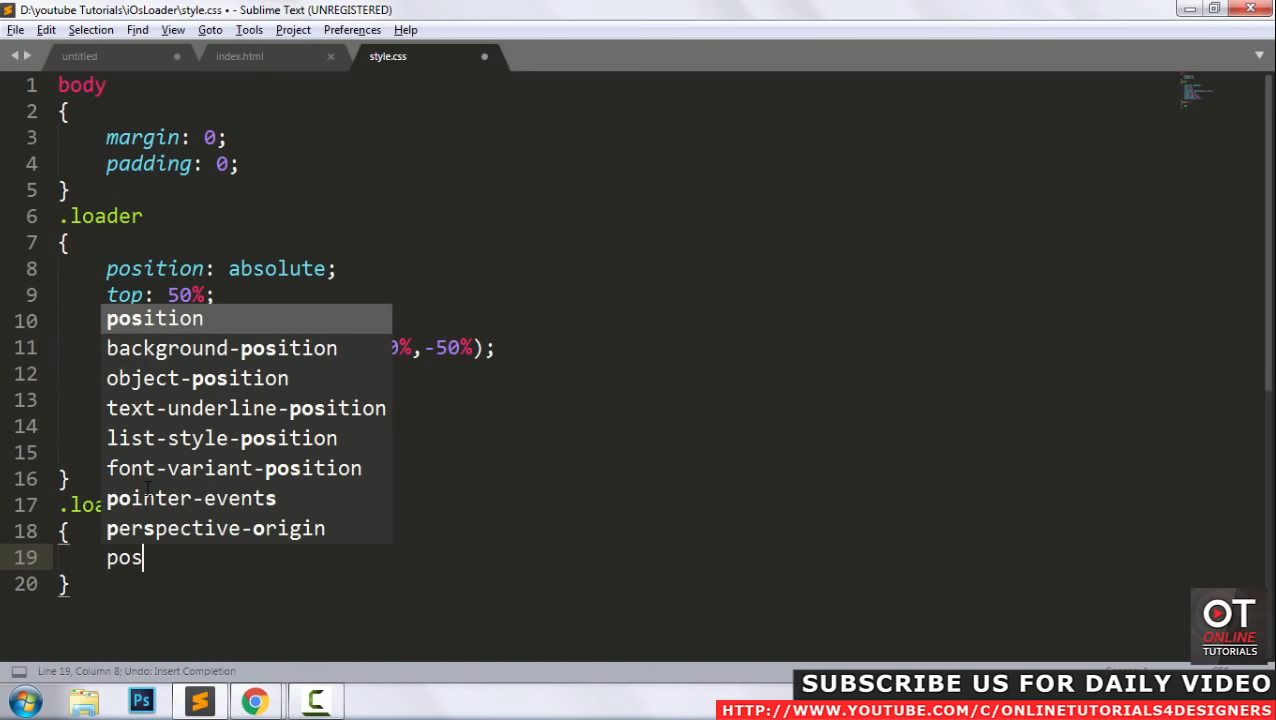 D:\youtube Tutorials\iOsLoader\style.css • - Sublime Text (UNREGISTERED)
File Edit Selection Find View Goto Tools Project Preferences Help
untitled index.html style.css
1 body
2 {
3 margin: 0;
4 padding: 0;
5 }
6 .loader
7 {
8 position: absolute;
9 top: 50%;
position
10
background-position
11 0%,-50%);
object-position
12
text-underline-position
13
14
list-style-position
15
font-variant-position
16 }
pointer-events
17 .loa
perspective-origin
18 {
19 pos
20 }
OT
ONLINE
TUTORIALS
Line 19, Column 8; Undo: Insert Completion
SUBSCRIBE US FOR DAILY VIDEO
HTTP://WWW.YOUTUBE.COM/C/ONLINETUTORIALS4DESIGNERS
Ps